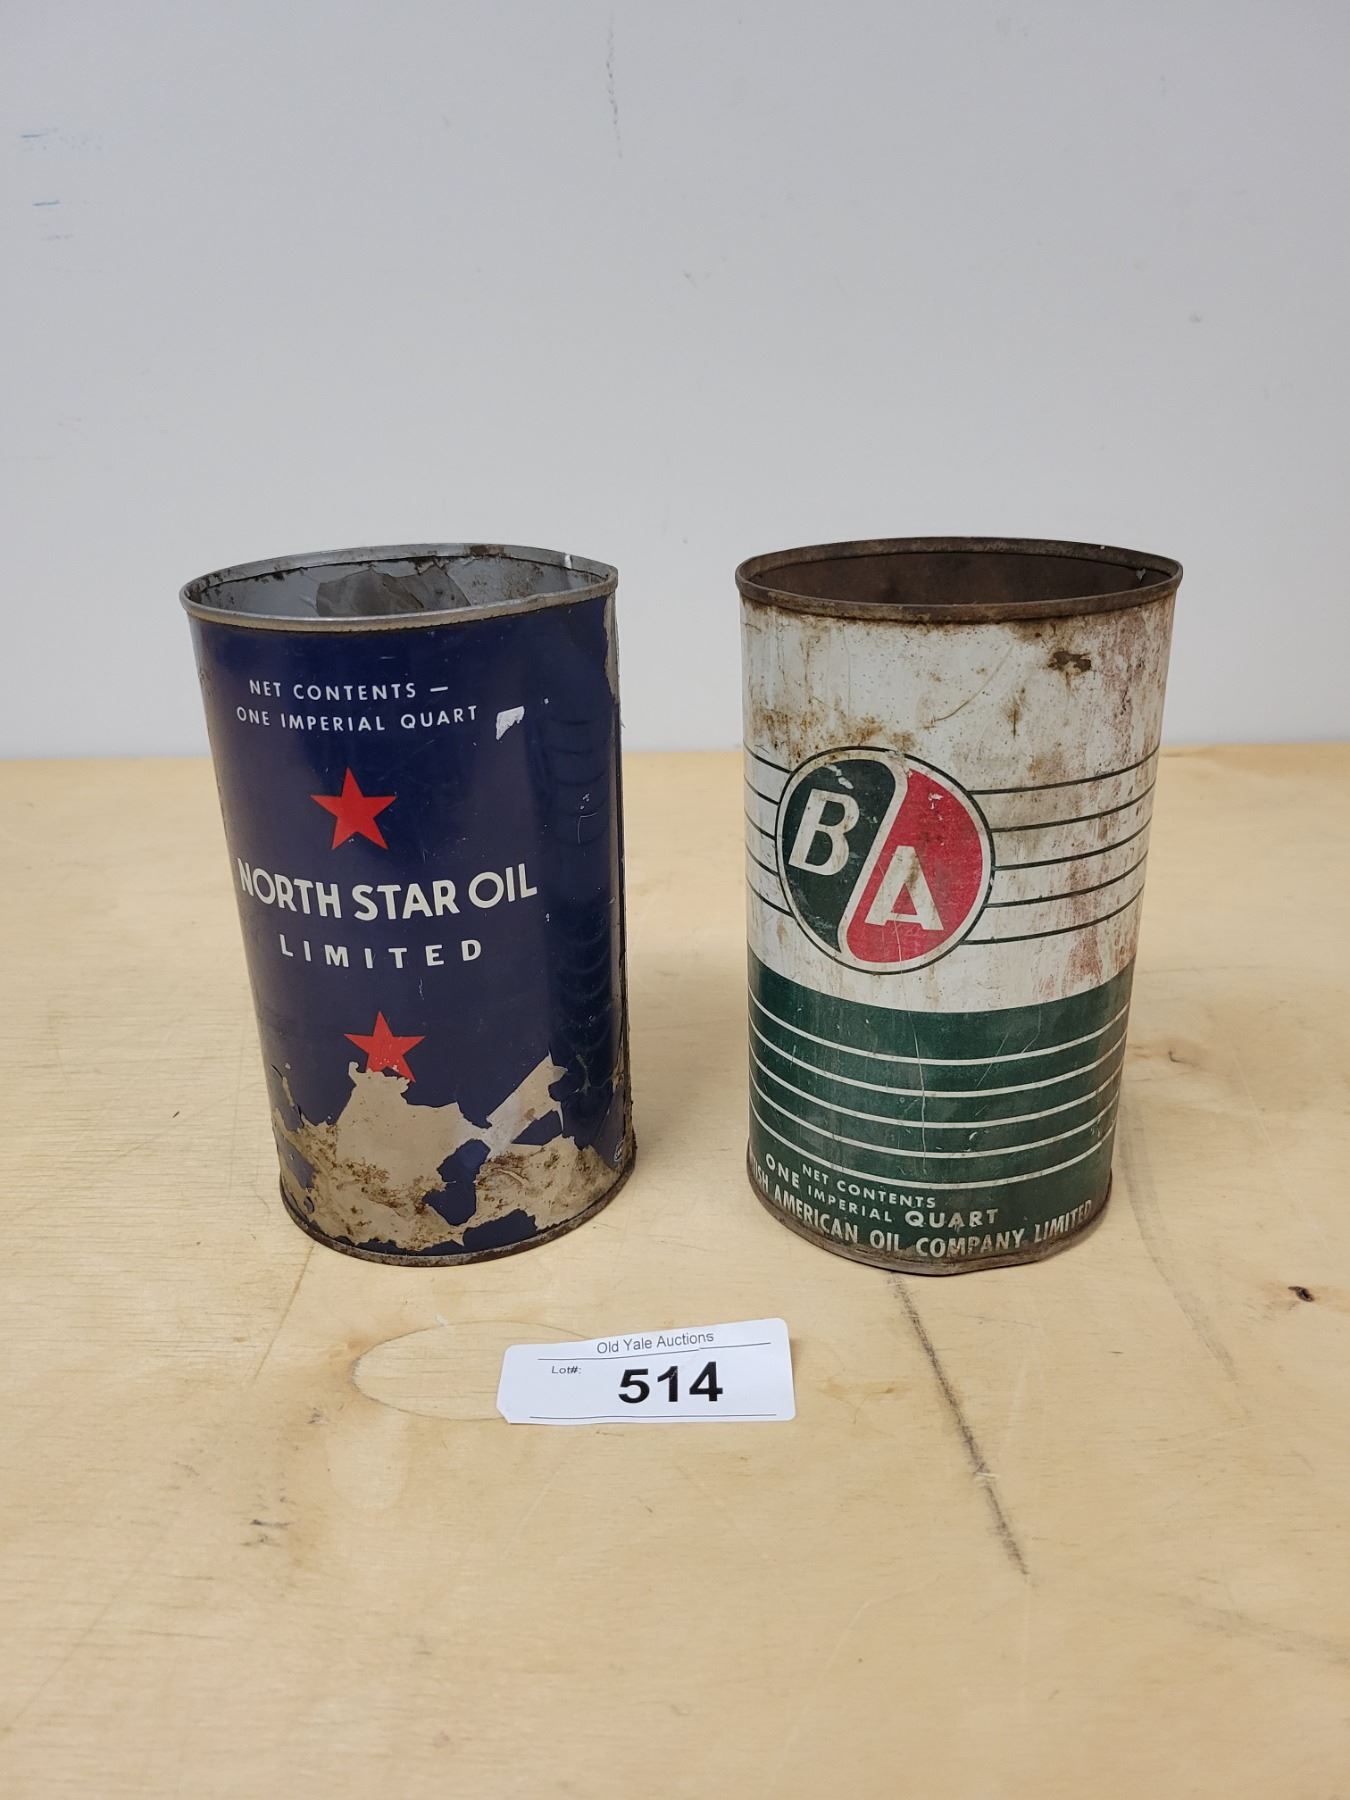 NET CONTENTS —
ONE IMPERIAL QUART
NORTH STAR OIL
LIMITED
B
A
NET CONTENTS
ONE IMPERIAL QUART
AMERICAN OIL COMPANY LIMITED
Old Yale Auctions
Lot#:
514